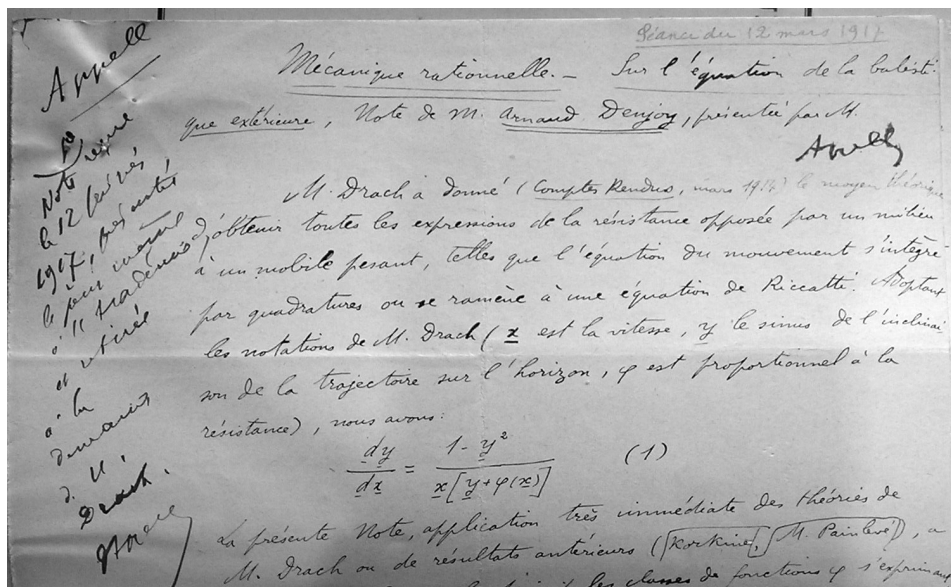 Séance du 12 mars 1917
Mécanique rationnelle. – Sur l'équation de la balisti-
que extérieure, Note de M. Arnaud Denjoy, présentée par M.
Appell
M. Drach a donné (Comptes Rendus, mars 1914) le moyen théorique
d'obtenir toutes les expressions de la résistance opposée par un milieu
à un mobile pesant, telles que l'équation du mouvement s'intègre
par quadratures ou se ramène à une équation de Riccatti. Adoptant
les notations de M. Drach (x est la vitesse, y le sinus de l'inclinai-
son de la trajectoire sur l'horizon, φ est proportionnel à la
résistance), nous avons:
dy/dx = 1-y²/x[y+φ(x)] (1)
La présente Note, application très immédiate des théories de
M. Drach ou de résultats antérieurs (Korkine, M. Painlevé), a
les classes de fonctions φ s'exprima
Appell
Note
le 12
1917, présentée
le jour même
à
et retirée
à la
demande
d. M.
Drach.